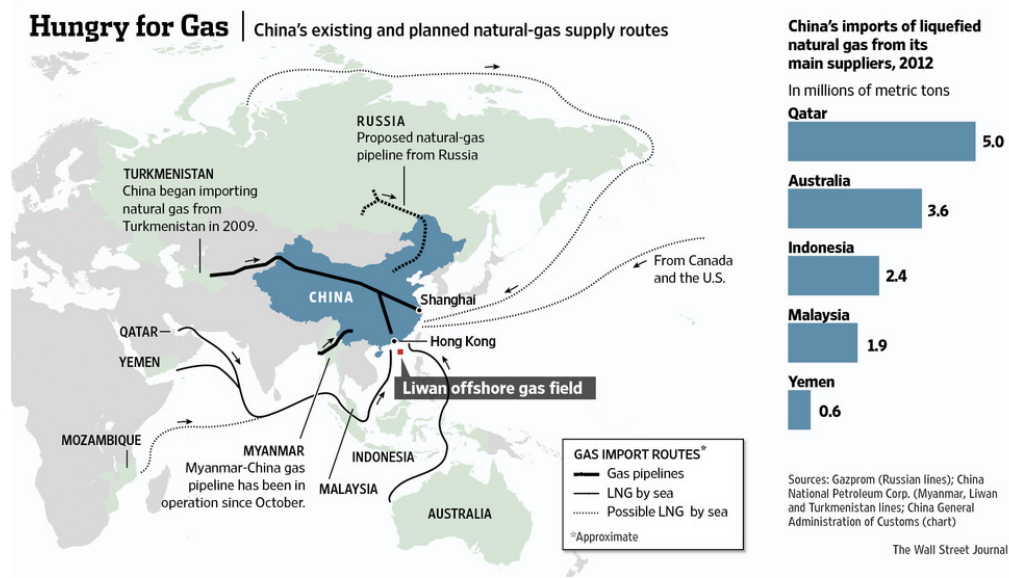 Hungry for Gas
China's existing and planned natural-gas supply routes
RUSSIA
Proposed natural-gas
pipeline from Russia
TURKMENISTAN
China began importing
natural gas from
Turkmenistan in 2009.
From Canada
and the U.S.
CHINA
Shanghai
QATAR
Hong Kong
YEMEN
Liwan offshore gas field
MOZAMBIQUE
MYANMAR
Myanmar-China gas
pipeline has been in
operation since October.
INDONESIA
MALAYSIA
AUSTRALIA
GAS IMPORT ROUTES*
Gas pipelines
LNG by sea
Possible LNG by sea
*Approximate
China's imports of liquefied
natural gas from its
main suppliers, 2012
In millions of metric tons
Qatar
5.0
Australia
3.6
Indonesia
2.4
Malaysia
1.9
Yemen
0.6
Sources: Gazprom (Russian lines); China
National Petroleum Corp. (Myanmar, Liwan
and Turkmenistan lines; China General
Administration of Customs (chart)
The Wall Street Journal